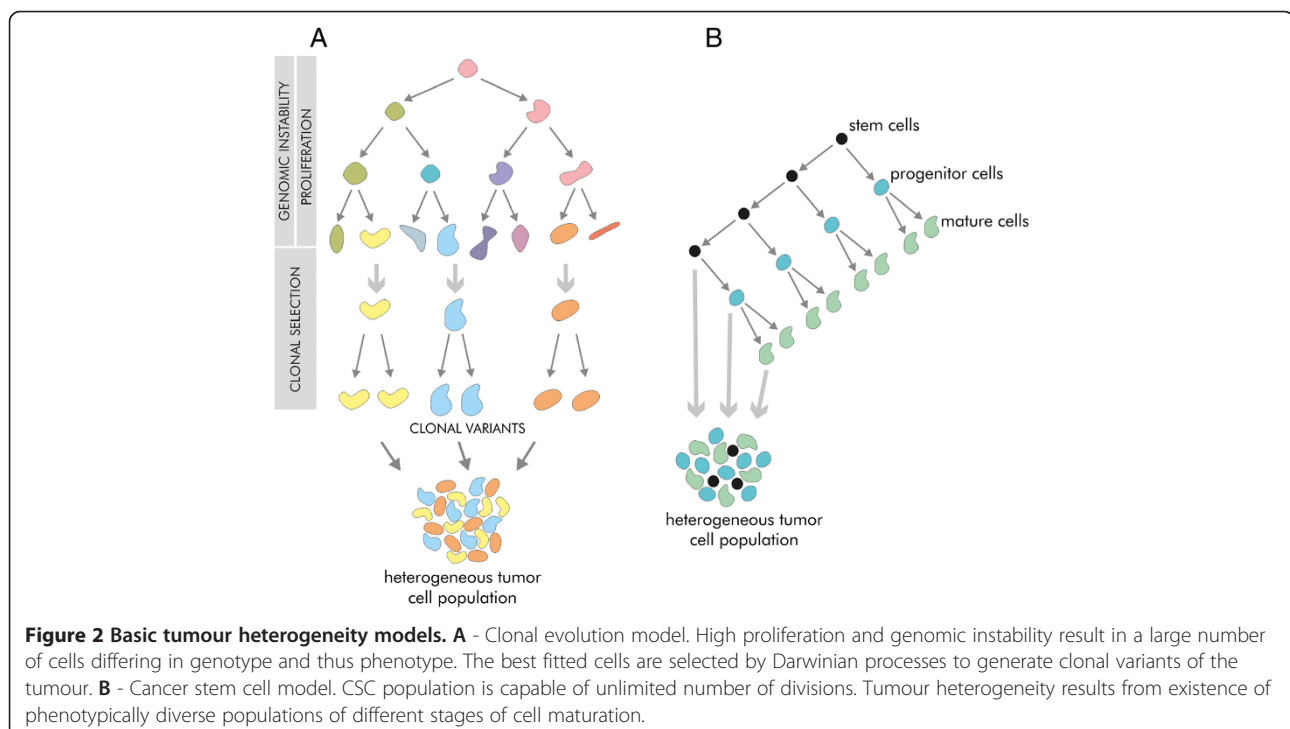 A
B
GENOMIC INSTABILITY
PROLIFERATION
CLONAL SELECTION
stem cells
progenitor cells
mature cells
CLONAL VARIANTS
heterogeneous tumor
cell population
heterogeneous tumor
cell population
Figure 2 Basic tumour heterogeneity models. A - Clonal evolution model. High proliferation and genomic instability result in a large number
of cells differing in genotype and thus phenotype. The best fitted cells are selected by Darwinian processes to generate clonal variants of the
tumour. B - Cancer stem cell model. CSC population is capable of unlimited number of divisions. Tumour heterogeneity results from existence of
phenotypically diverse populations of different stages of cell maturation.